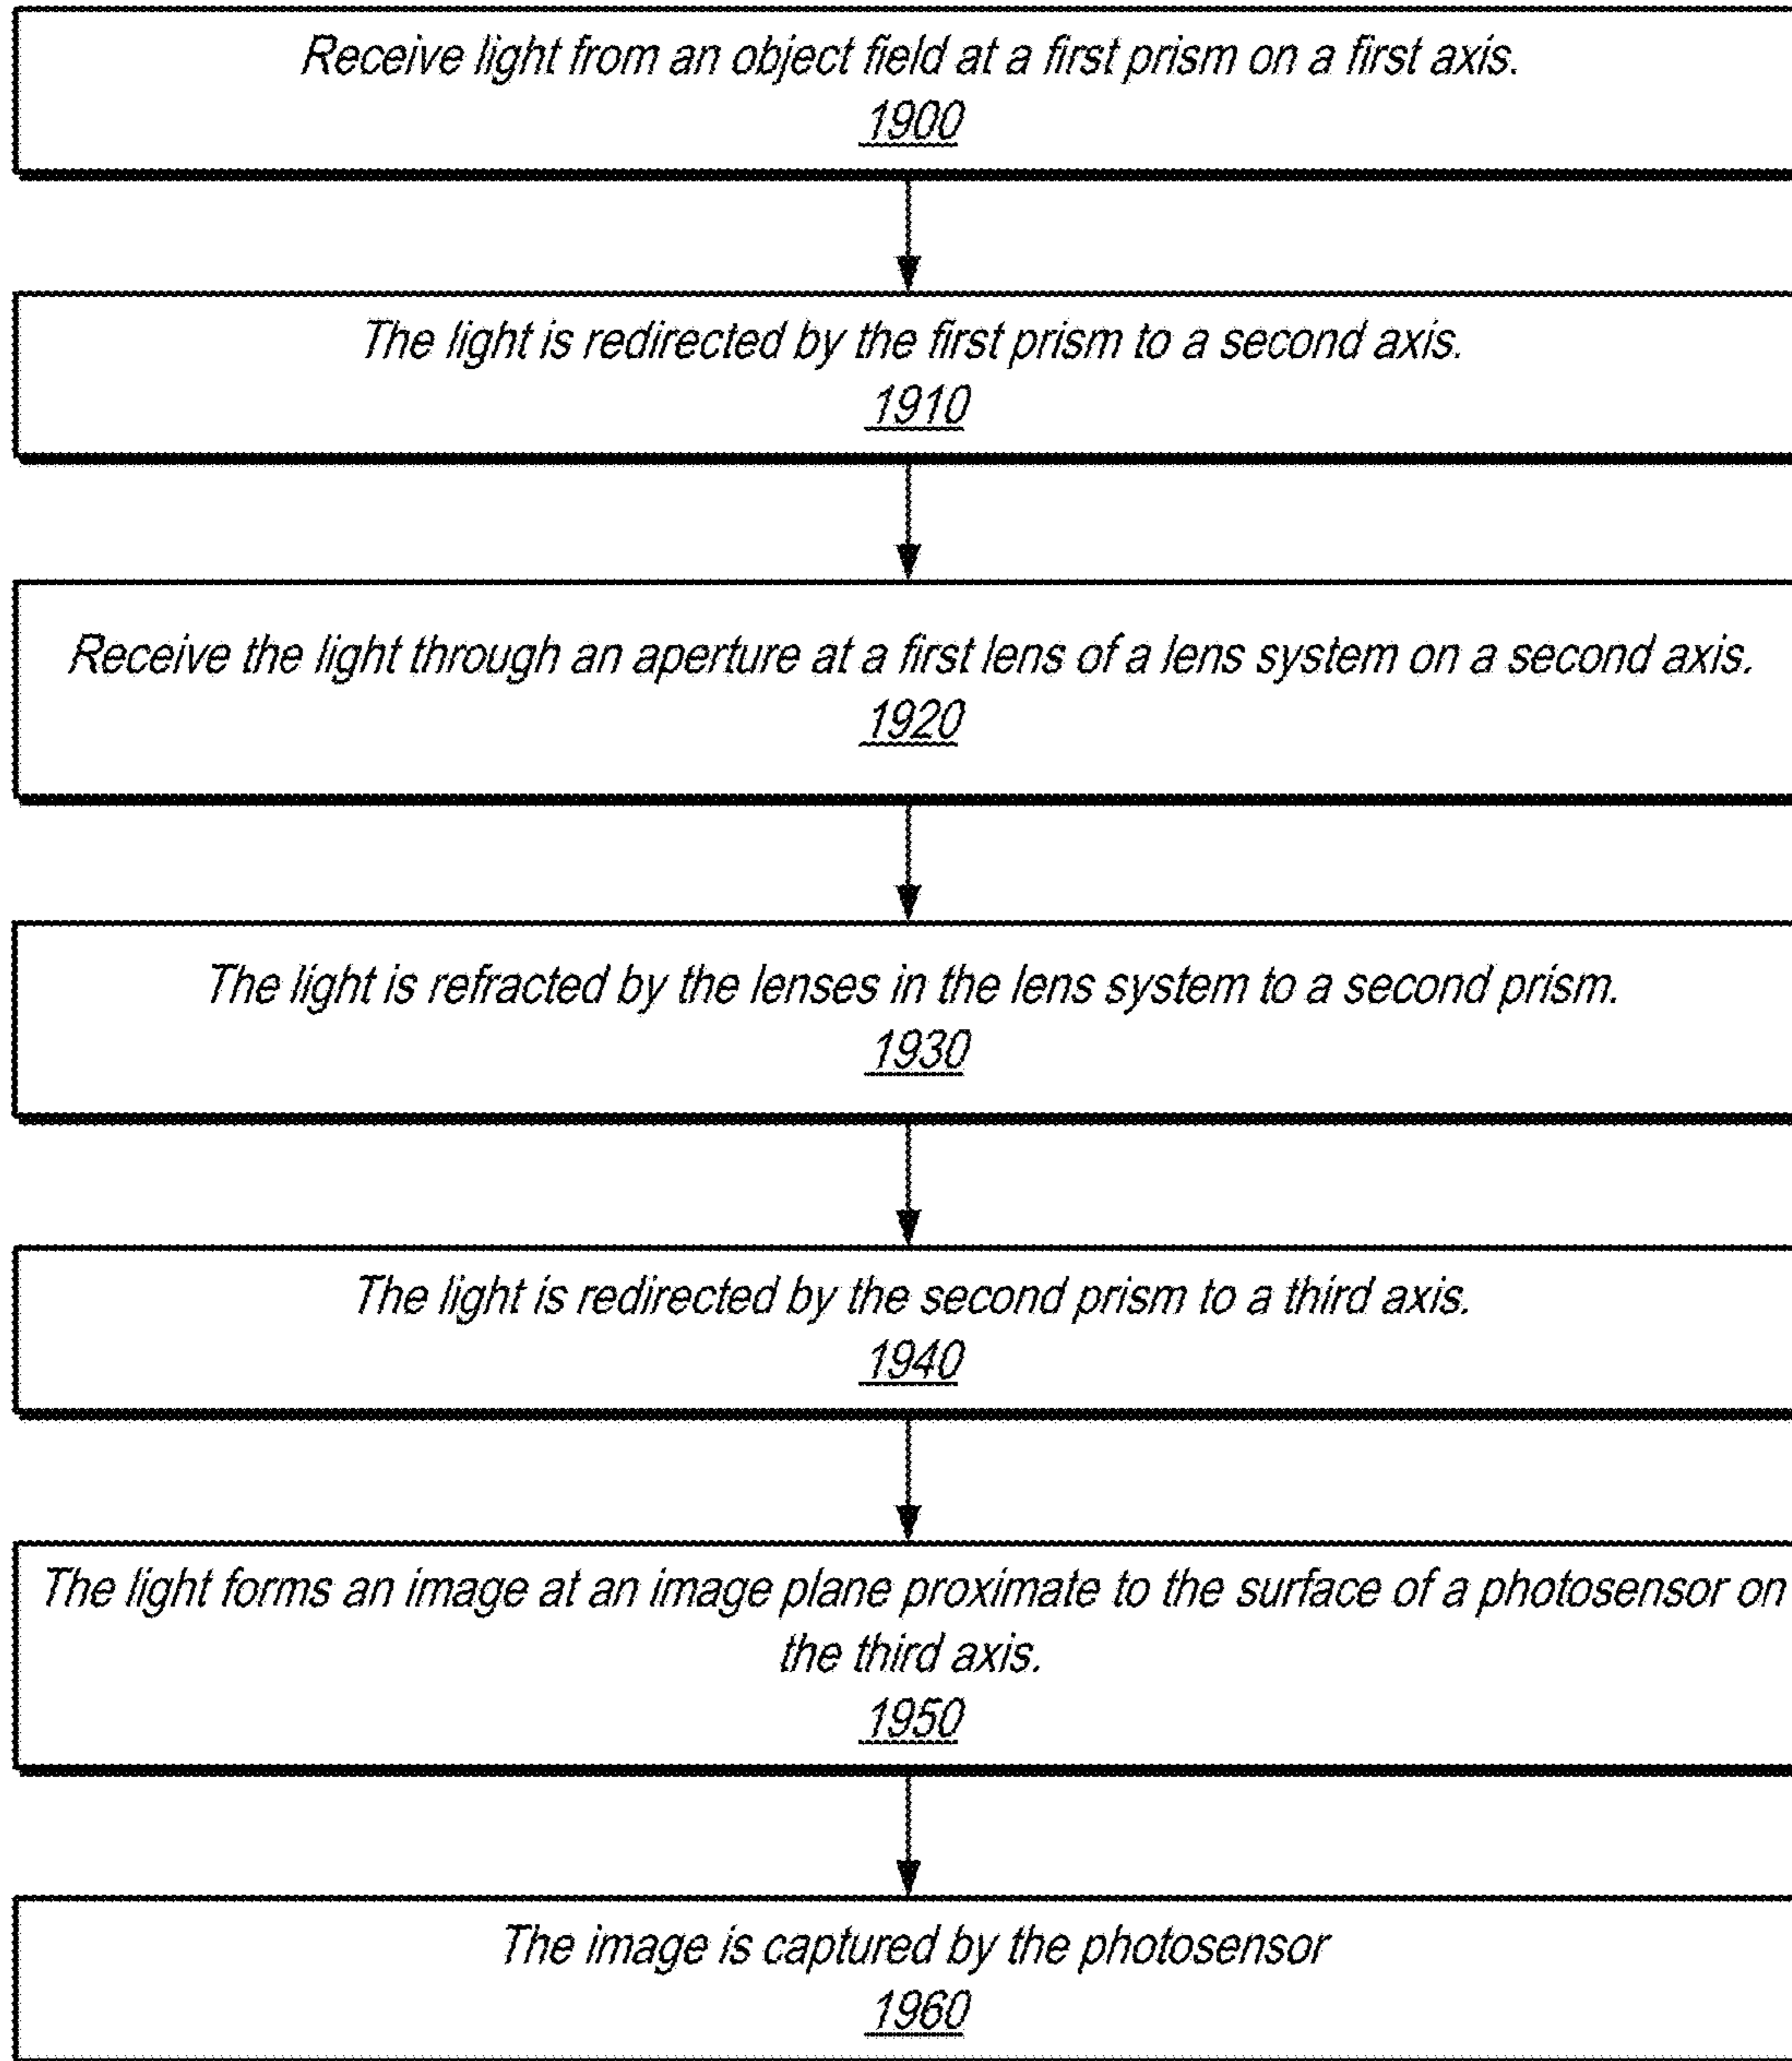 Receive light from an object field at a first prism on a first axis.
1900
The light is redirected by the first prism to a second axis.
1910
Receive the light through an aperture at a first lens of a lens system on a second axis.
1920
The light is refracted by the lenses in the lens system to a second prism.
1930
The light is redirected by the second prism to a third axis.
1940
The light forms an image at an image plane proximate to the surface of a photosensor on
the third axis.
1950
The image is captured by the photosensor
1960